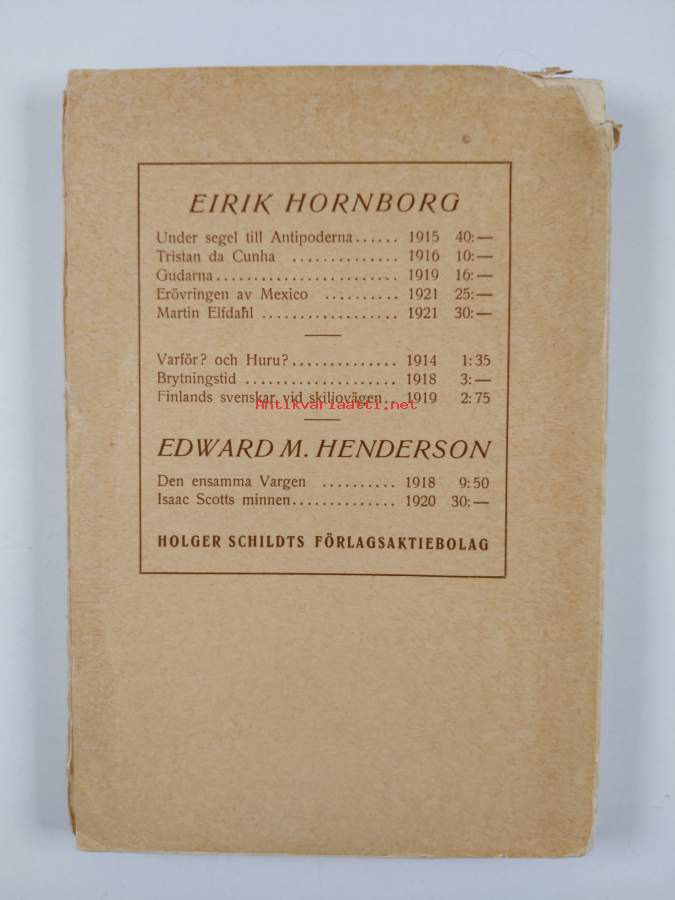 EIRIK HORNBORG
Under segel till Antipoderna...... 1915 40:—
Tristan da Cunha ............... 1916 10:—
Gudarna......................... 1919 16:—
Erövringen av Mexico .......... 1921 25:—
Martin Elfdahl ................... 1921 30:—
Varför? och Huru?............... 1914 1:35
Brytningstid ..................... 1918 3:—
Finlands svenskar vid skiljovägen.. 1919 2:75
Antikvariaatti.net
EDWARD M. HENDERSON
Den ensamma Vargen .......... 1918 9:50
Isaac Scotts minnen............... 1920 30:—
HOLGER SCHILDTS FÖRLAGSAKTIEBOLAG